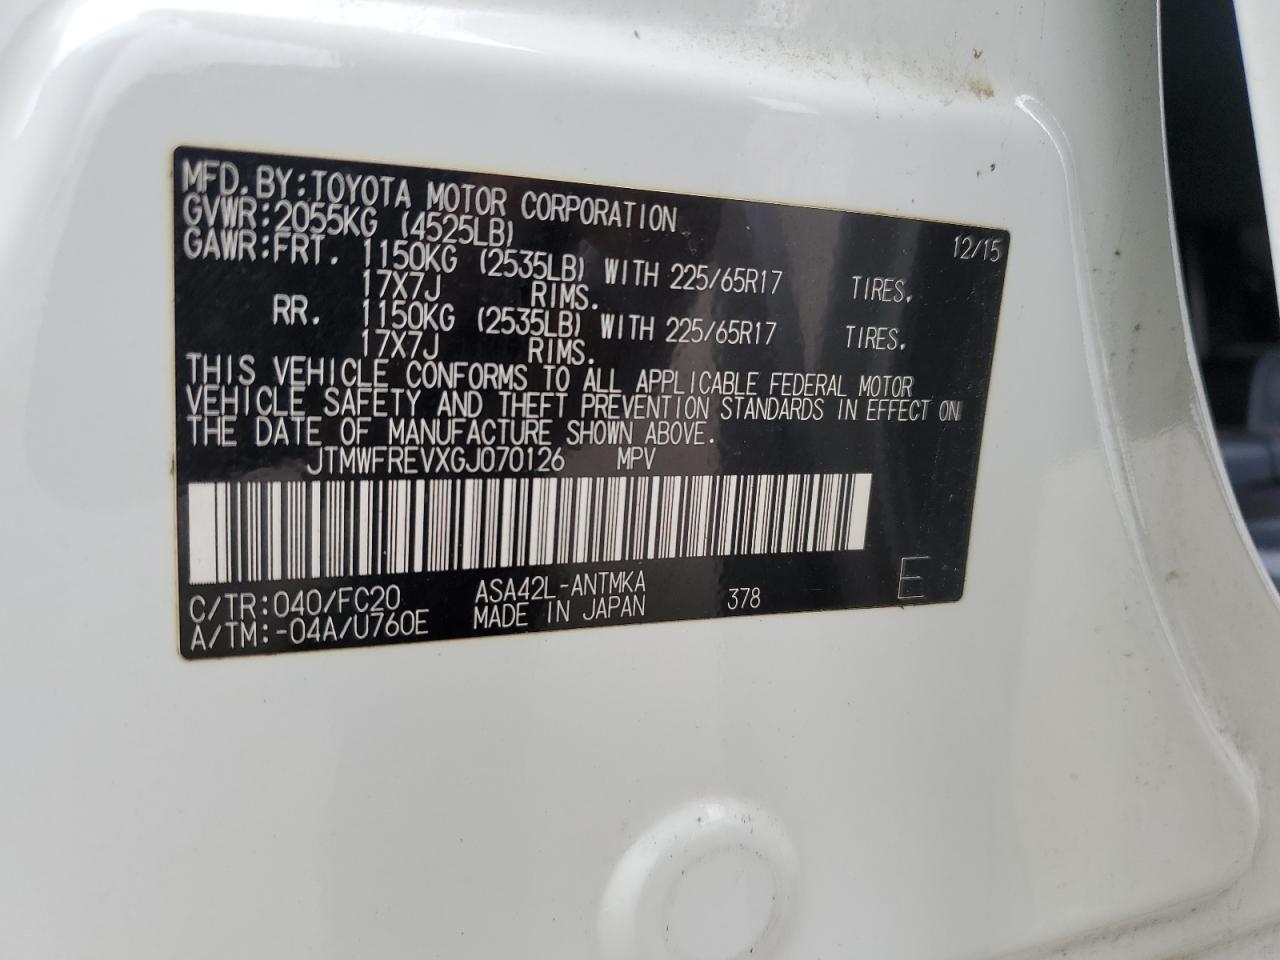 MFD.BY:TOYOTA MOTOR CORPORATION 12/15
GVWR:2055KG (4525LB)
GAWR:FRT. 1150KG (2535LB) WITH 225/65R17 TIRES,
17X7J RIMS.
RR. 1150KG (2535LB) WITH 225/65R17 TIRES,
17X7J RIMS.
THIS VEHICLE CONFORMS TO ALL APPLICABLE FEDERAL MOTOR
VEHICLE SAFETY AND THEFT PREVENTION STANDARDS IN EFFECT ON
THE DATE OF MANUFACTURE SHOWN ABOVE.
JTMWFREVXGJ070126 MPV
C/TR:040/FC20 ASA42L-ANTMKA 378 E
A/TM:-04A/U760E MADE IN JAPAN